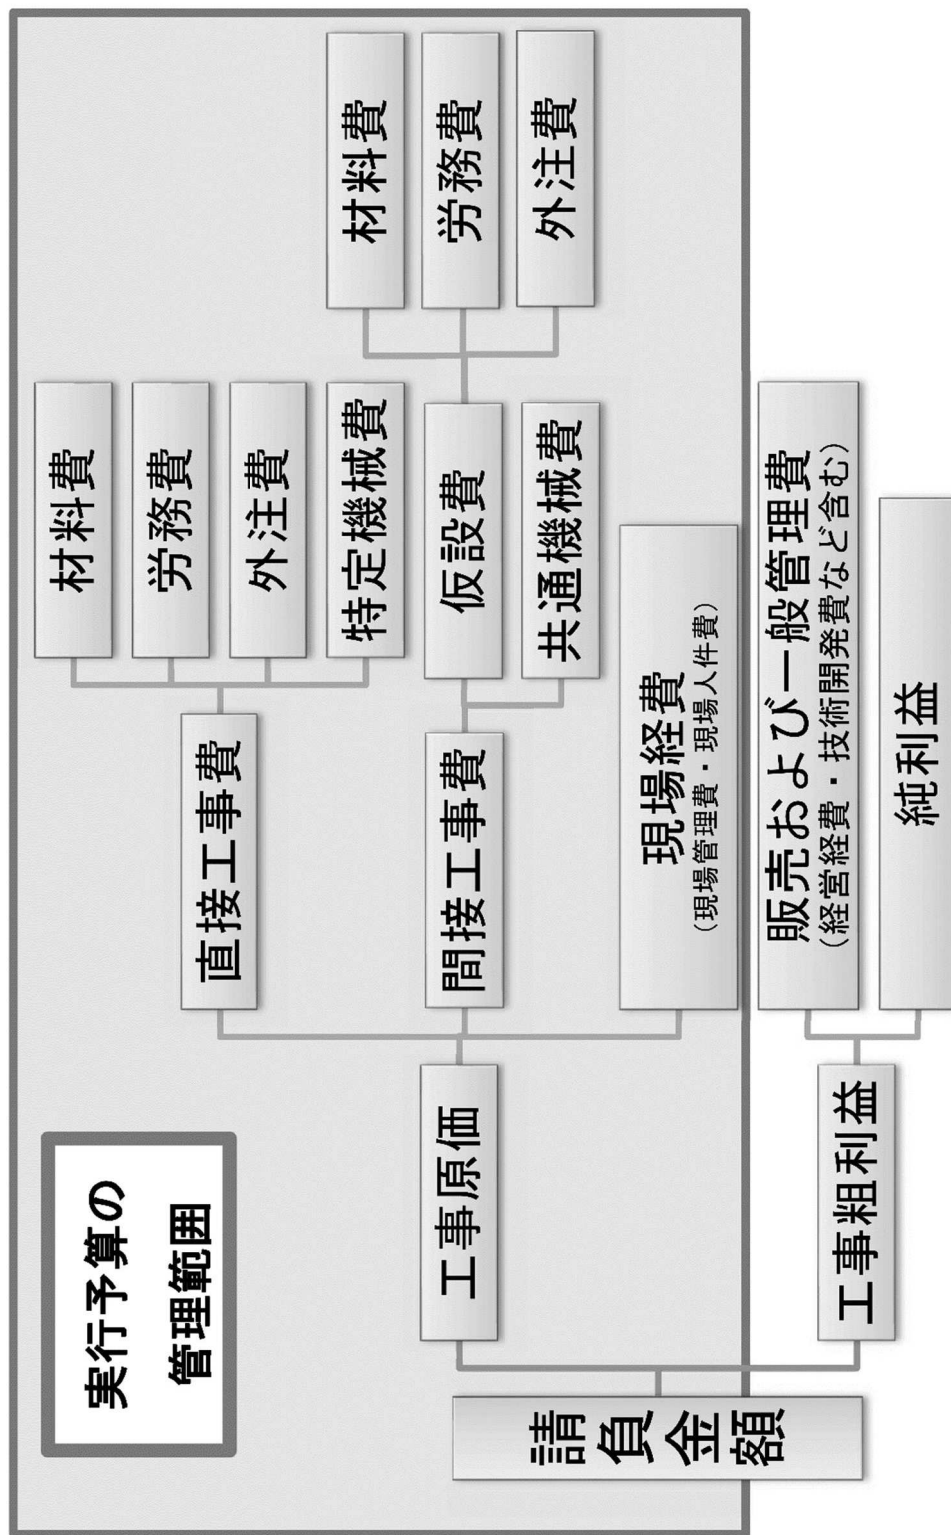 実行予算の
管理範囲
請負金額
工事原価
直接工事費
材料費
労務費
外注費
特定機械費
間接工事費
仮設費
材料費
労務費
外注費
共通機械費
現場経費
（現場管理費・現場人件費）
工事粗利益
販売および一般管理費
（経営経費・技術開発費など含む）
純利益